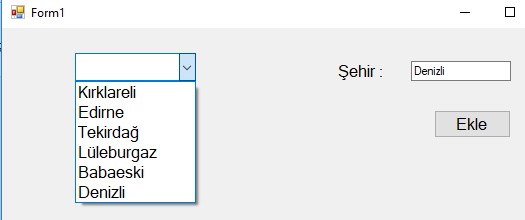 Form1
Şehir :
Denizli
Ekle
Kırklareli
Edirne
Tekirdağ
Lüleburgaz
Babaeski
Denizli